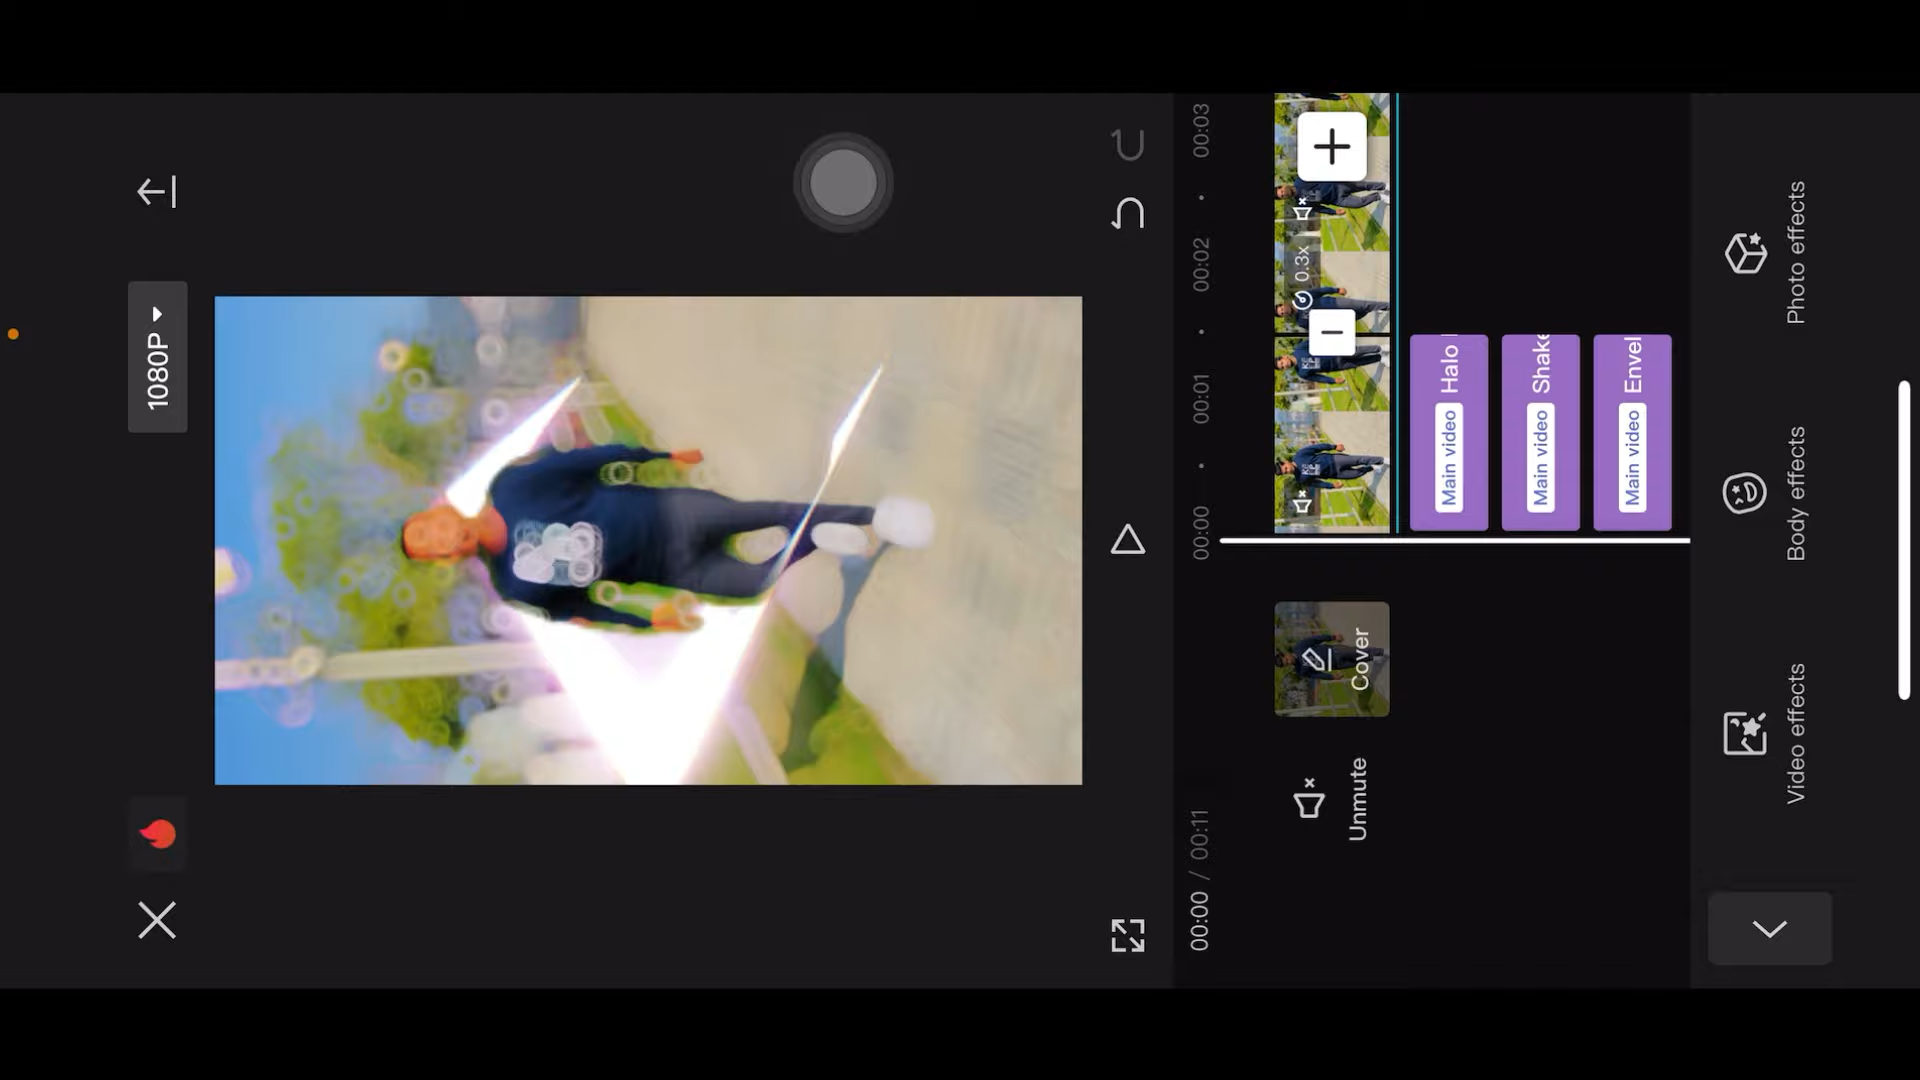 1080P
00:00 / 00:11
00:00
00:01
00:02
00:03
Unmute
Cover
0.3x
Main video Halo
Main video Shake
Main video Envel
Video effects
Body effects
Photo effects